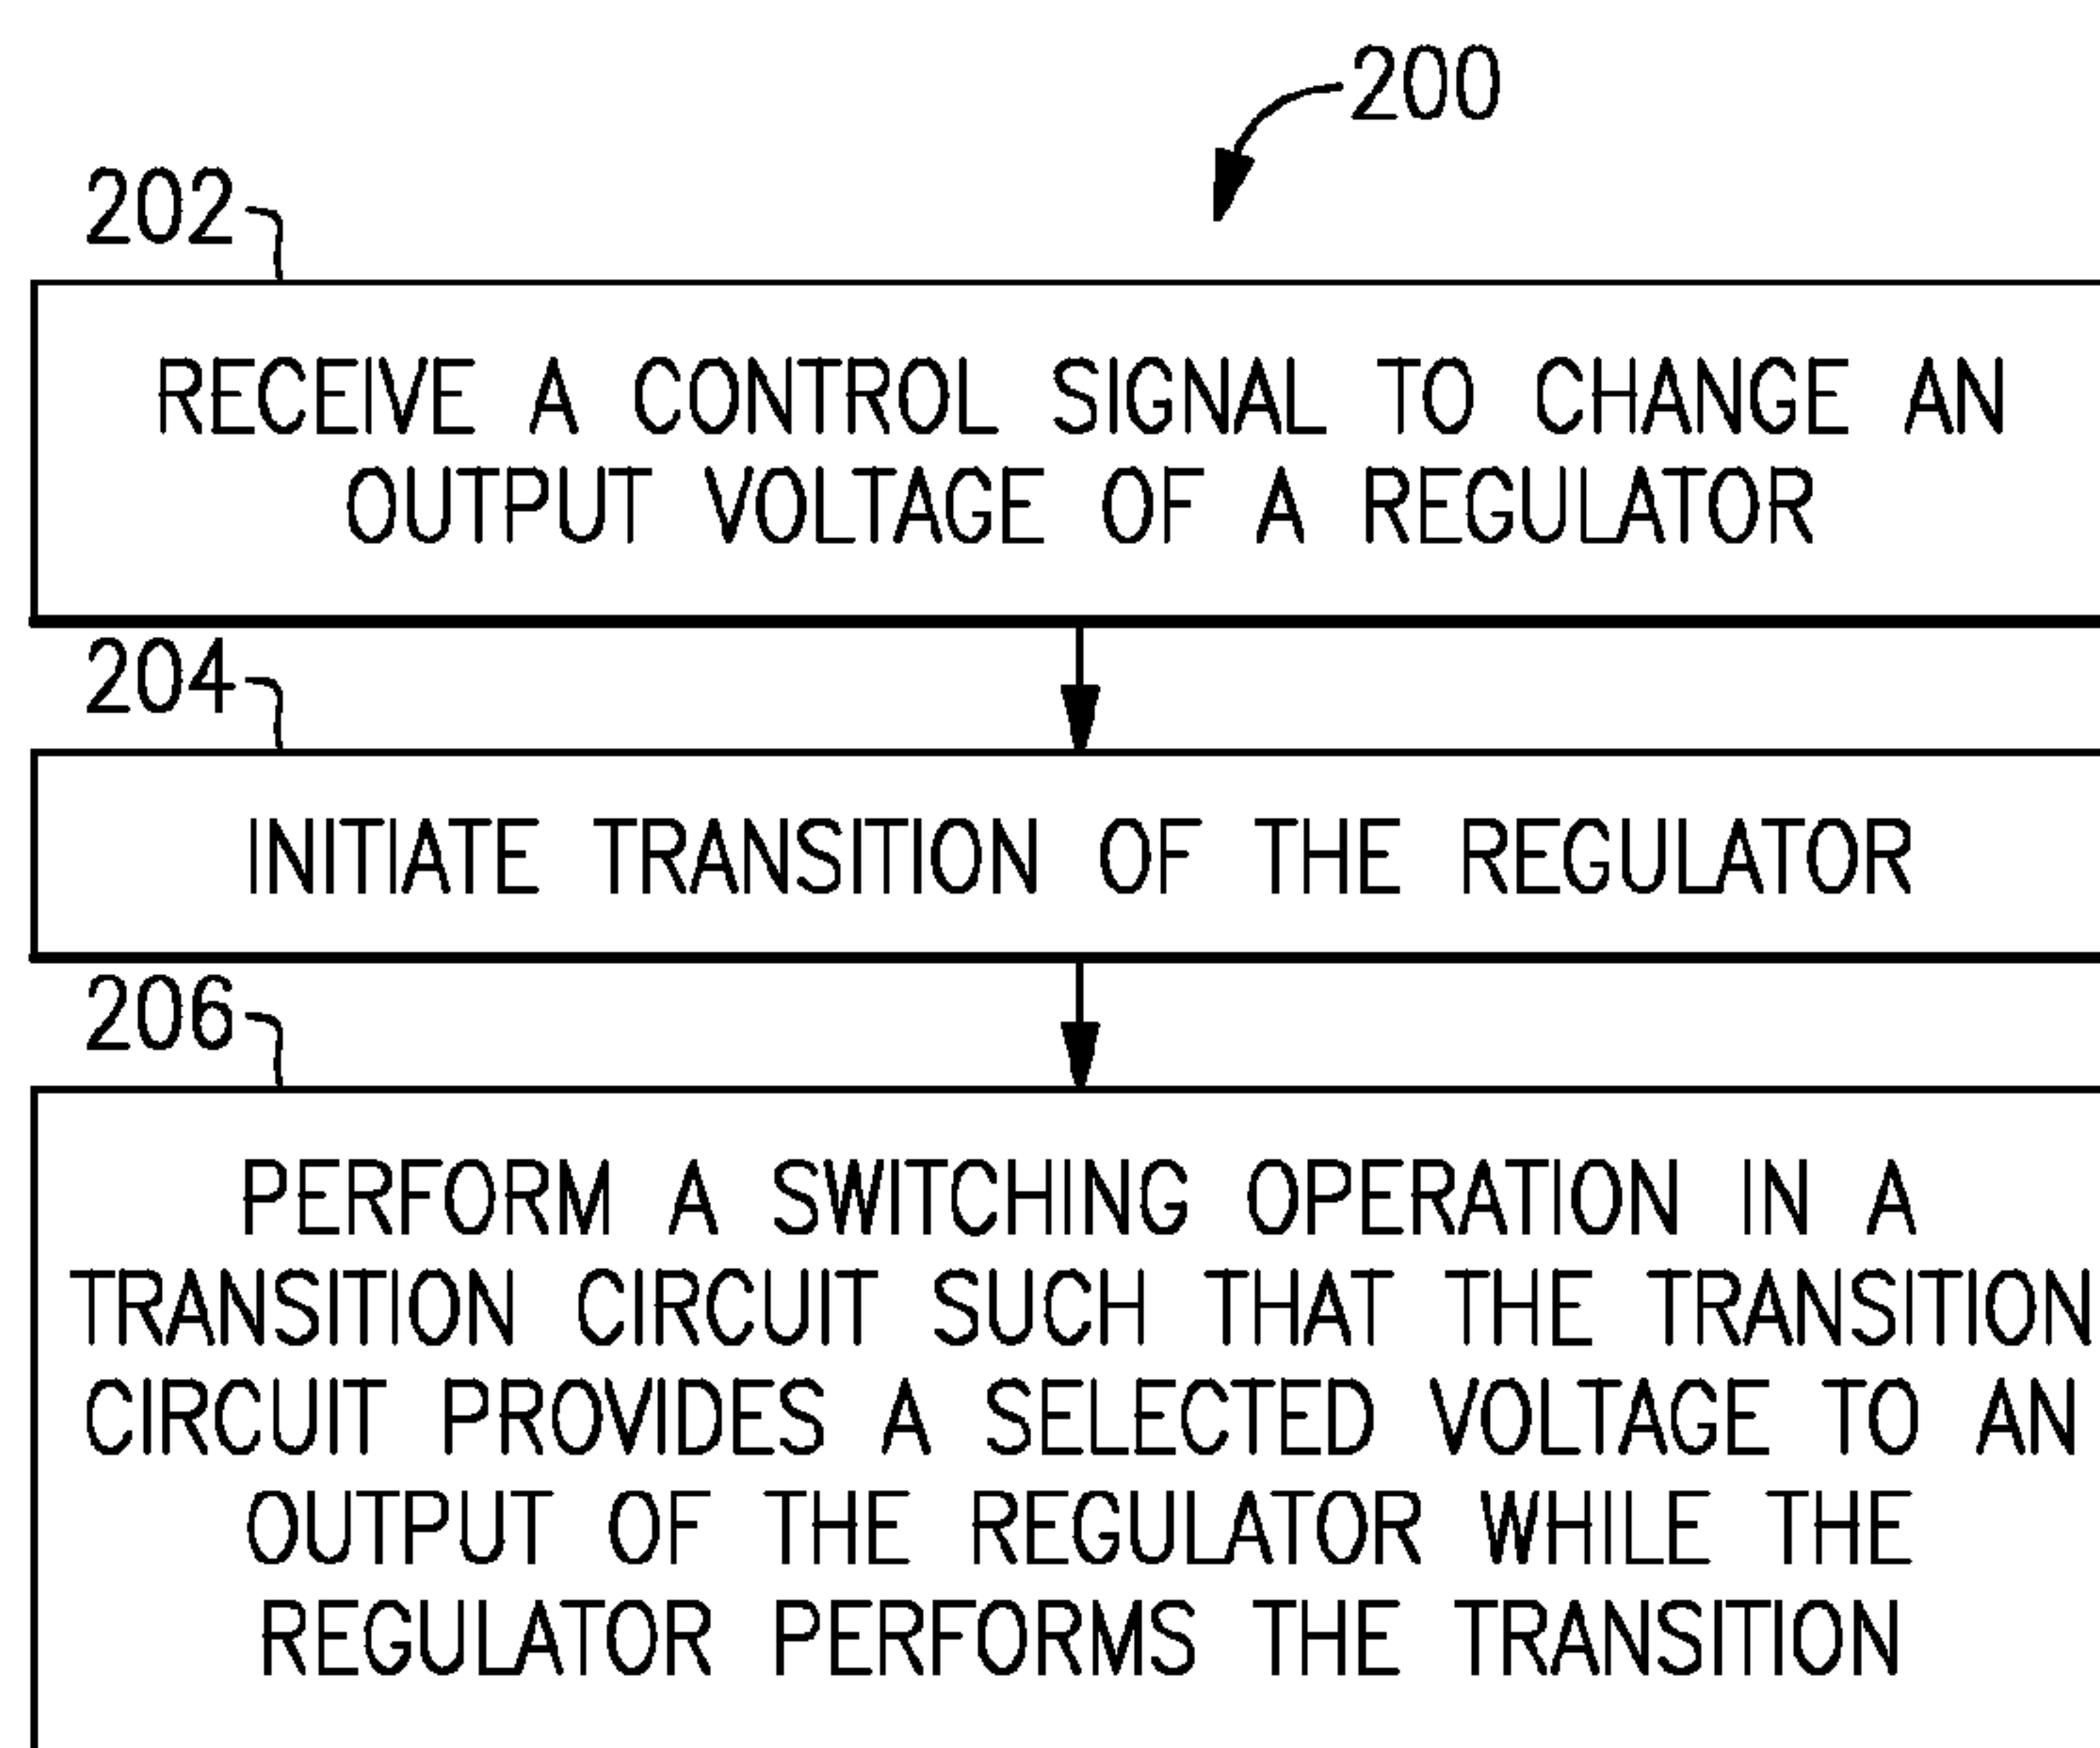 200
202
RECEIVE A CONTROL SIGNAL TO CHANGE AN
OUTPUT VOLTAGE OF A REGULATOR
204
INITIATE TRANSITION OF THE REGULATOR
206
PERFORM A SWITCHING OPERATION IN A
TRANSITION CIRCUIT SUCH THAT THE TRANSITION
CIRCUIT PROVIDES A SELECTED VOLTAGE TO AN
OUTPUT OF THE REGULATOR WHILE THE
REGULATOR PERFORMS THE TRANSITION